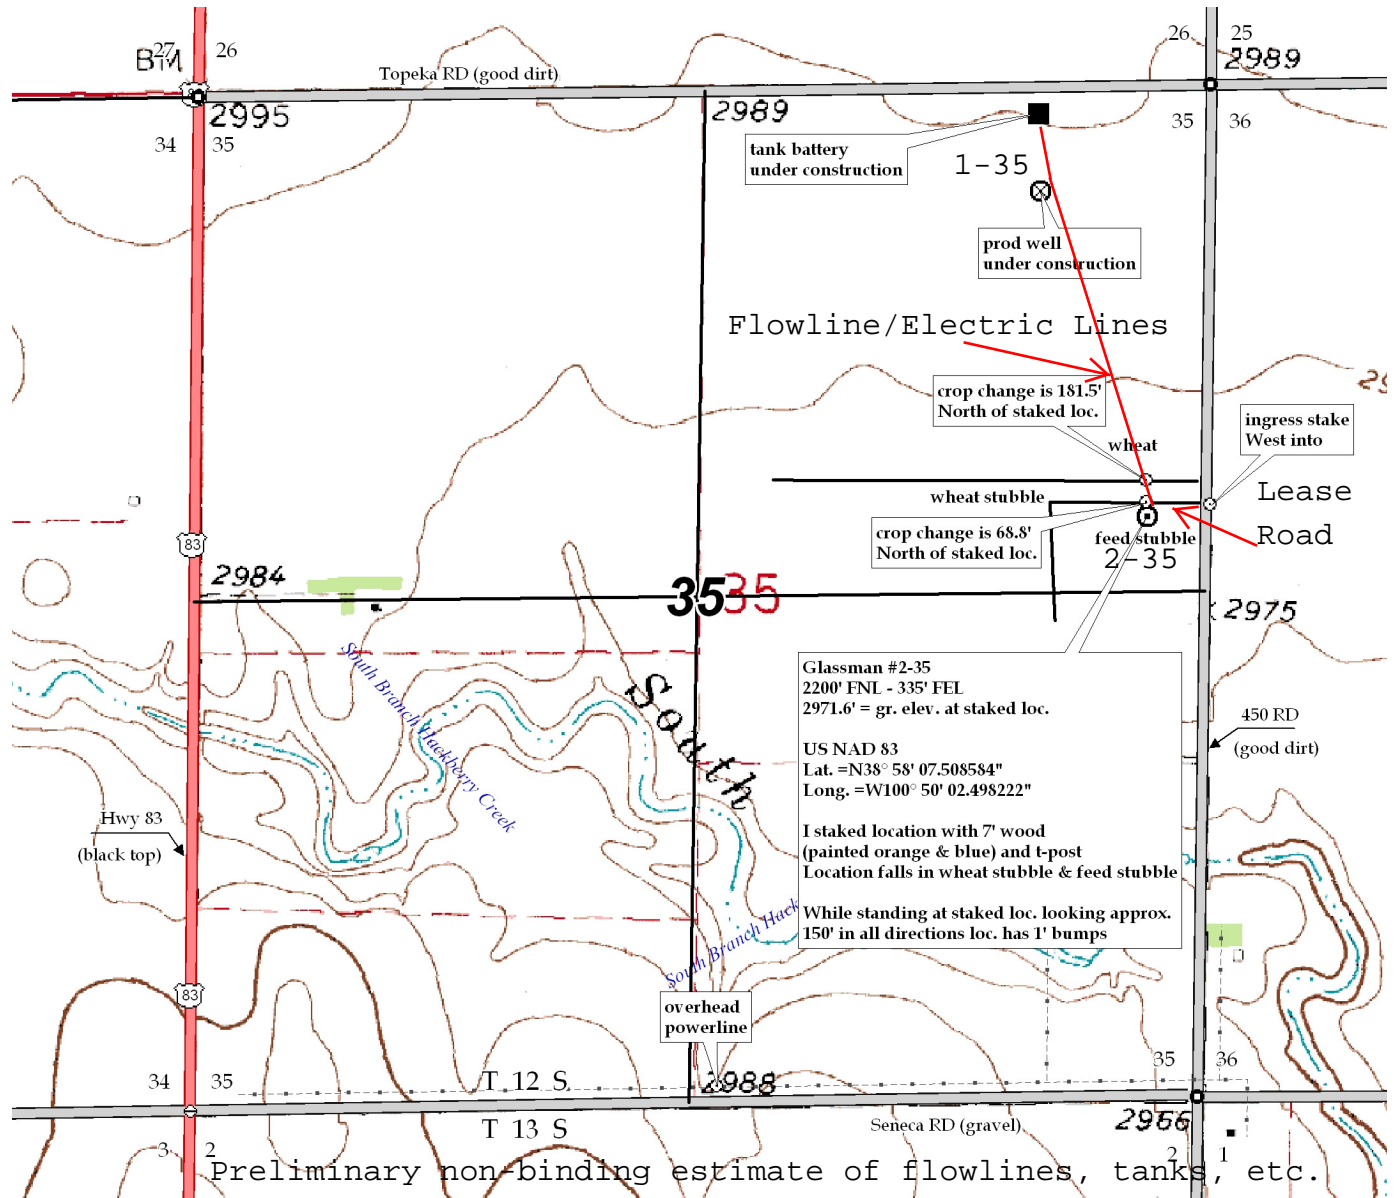 27 26
26 25
BM
83
2989
Topeka RD (good dirt)
2995
2989
34 35
35 36
tank battery
under construction
1-35
prod well
under construction
Flowline/Electric Lines
crop change is 181.5'
North of staked loc.
ingress stake
West into
wheat
Lease
Road
wheat stubble
crop change is 68.8'
North of staked loc.
feed stubble
2-35
83
2984
35
35
2975
South Branch Hackberry Creek
South
Glassman #2-35
2200' FNL - 335' FEL
2971.6' = gr. elev. at staked loc.
US NAD 83
Lat. =N38° 58' 07.508584"
Long. =W100° 50' 02.498222"
I staked location with 7' wood
(painted orange & blue) and t-post
Location falls in wheat stubble & feed stubble
While standing at staked loc. looking approx.
150' in all directions loc. has 1' bumps
450 RD
(good dirt)
Hwy 83
(black top)
South Branch Hack
83
overhead
powerline
34 35
35 36
T 12 S
2988
T 13 S
Seneca RD (gravel)
2966
3 2
2 1
Preliminary non-binding estimate of flowlines, tanks, etc.